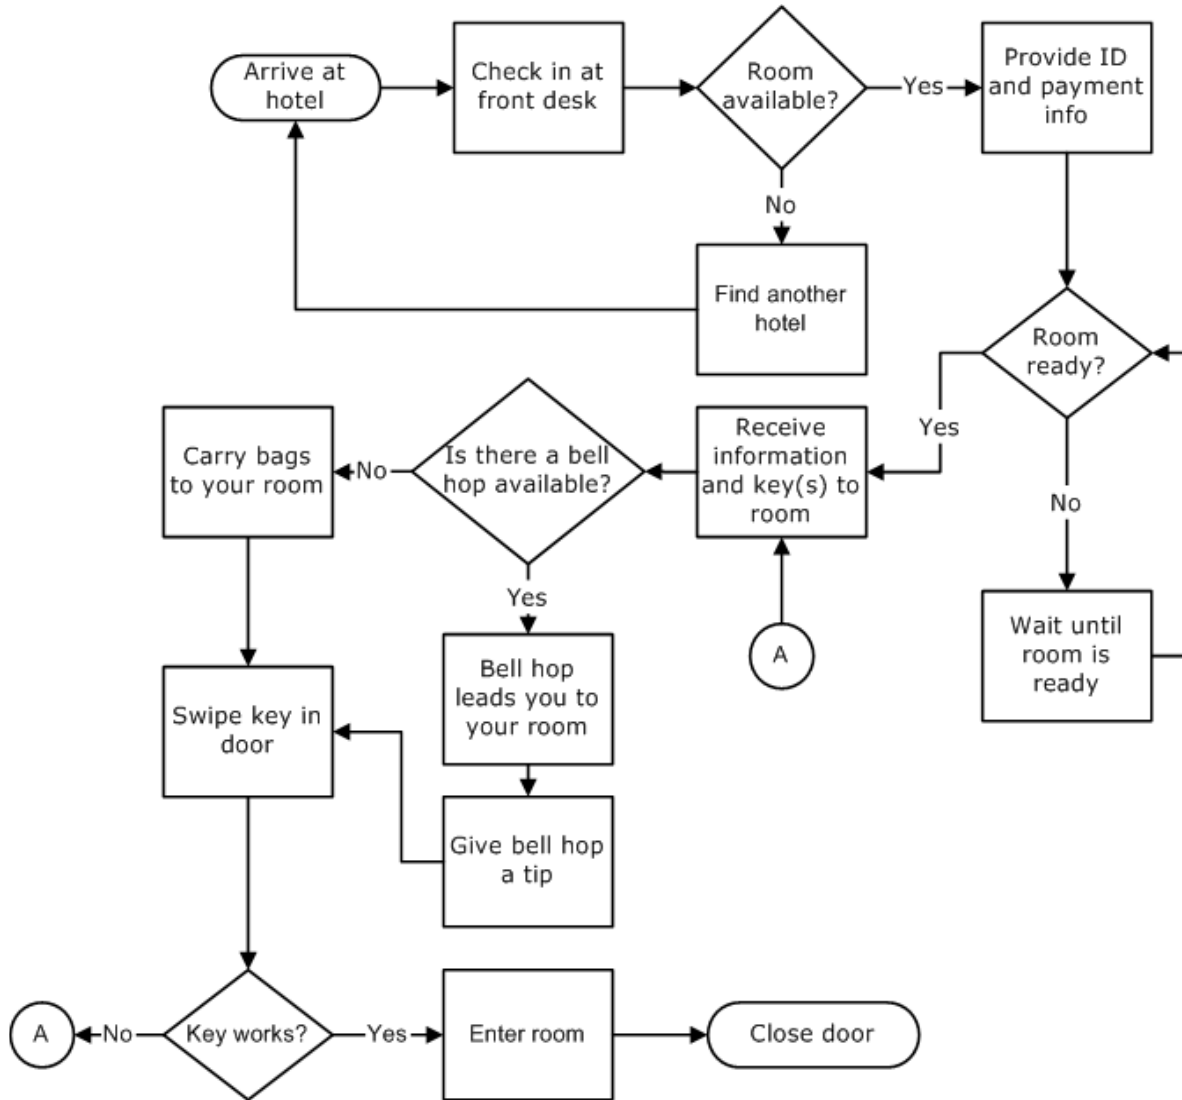 Arrive at
hotel
Check in at
front desk
Room
available?
Yes
Provide ID
and payment
info
No
Find another
hotel
Room
ready?
Yes
No
Wait until
room is
ready
Receive
information
and key(s) to
room
A
Is there a bell
hop available?
No
Yes
Carry bags
to your room
Bell hop
leads you to
your room
Give bell hop
a tip
Swipe key in
door
Key works?
No
A
Yes
Enter room
Close door